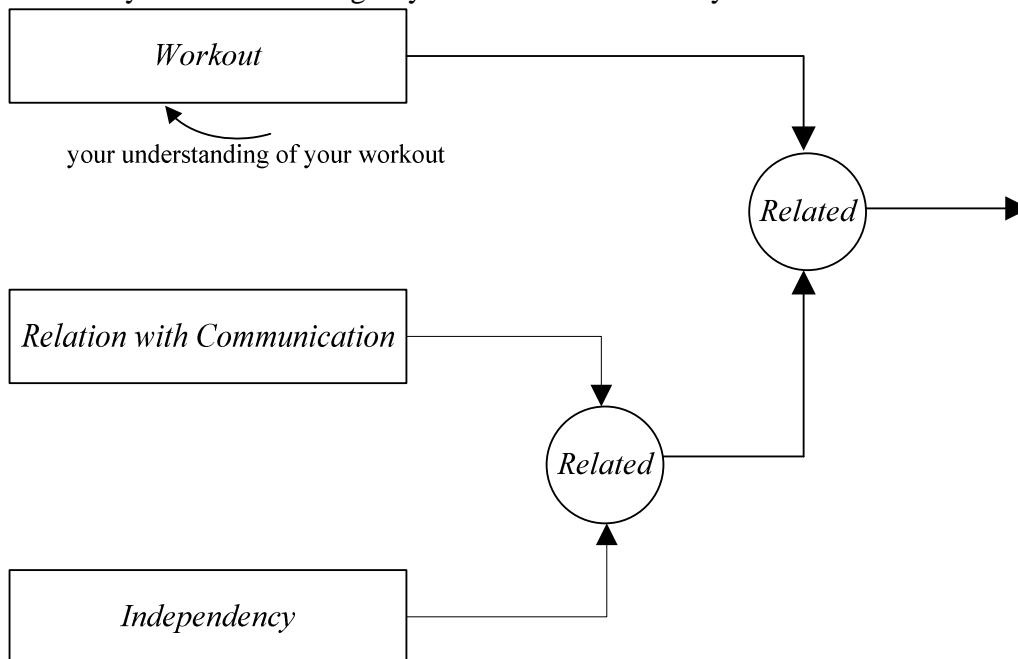 Workout
your understanding of your workout
Related
Relation with Communication
Related
Independency